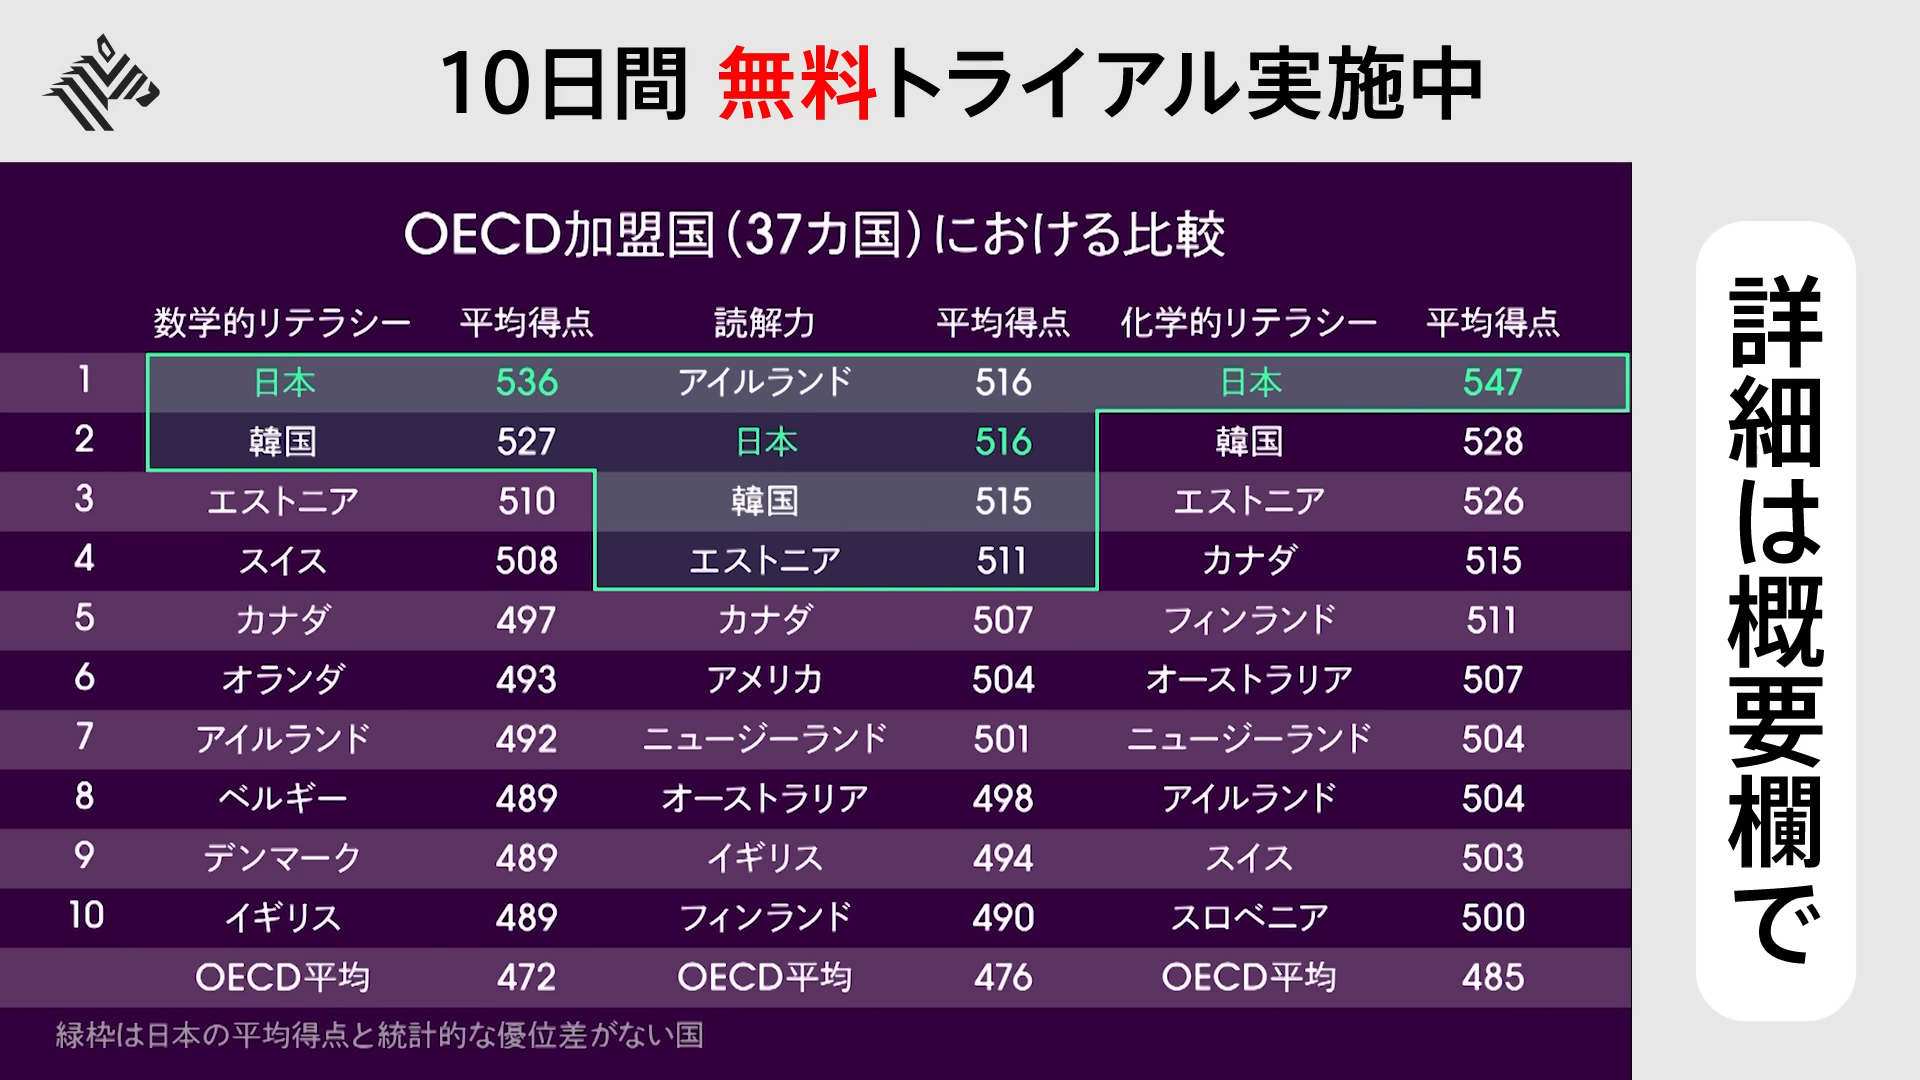 10日間 無料トライアル実施中
OECD加盟国（37カ国）における比較
数学的リテラシー 平均得点 読解力 平均得点 化学的リテラシー 平均得点
1 日本 536 アイルランド 516 日本 547
2 韓国 527 日本 516 韓国 528
3 エストニア 510 韓国 515 エストニア 526
4 スイス 508 エストニア 511 カナダ 515
5 カナダ 497 カナダ 507 フィンランド 511
6 オランダ 493 アメリカ 504 オーストラリア 507
7 アイルランド 492 ニュージーランド 501 ニュージーランド 504
8 ベルギー 489 オーストラリア 498 アイルランド 504
9 デンマーク 489 イギリス 494 スイス 503
10 イギリス 489 フィンランド 490 スロベニア 500
OECD平均 472 OECD平均 476 OECD平均 485
緑枠は日本の平均得点と統計的な優位差がない国
詳細は概要欄で